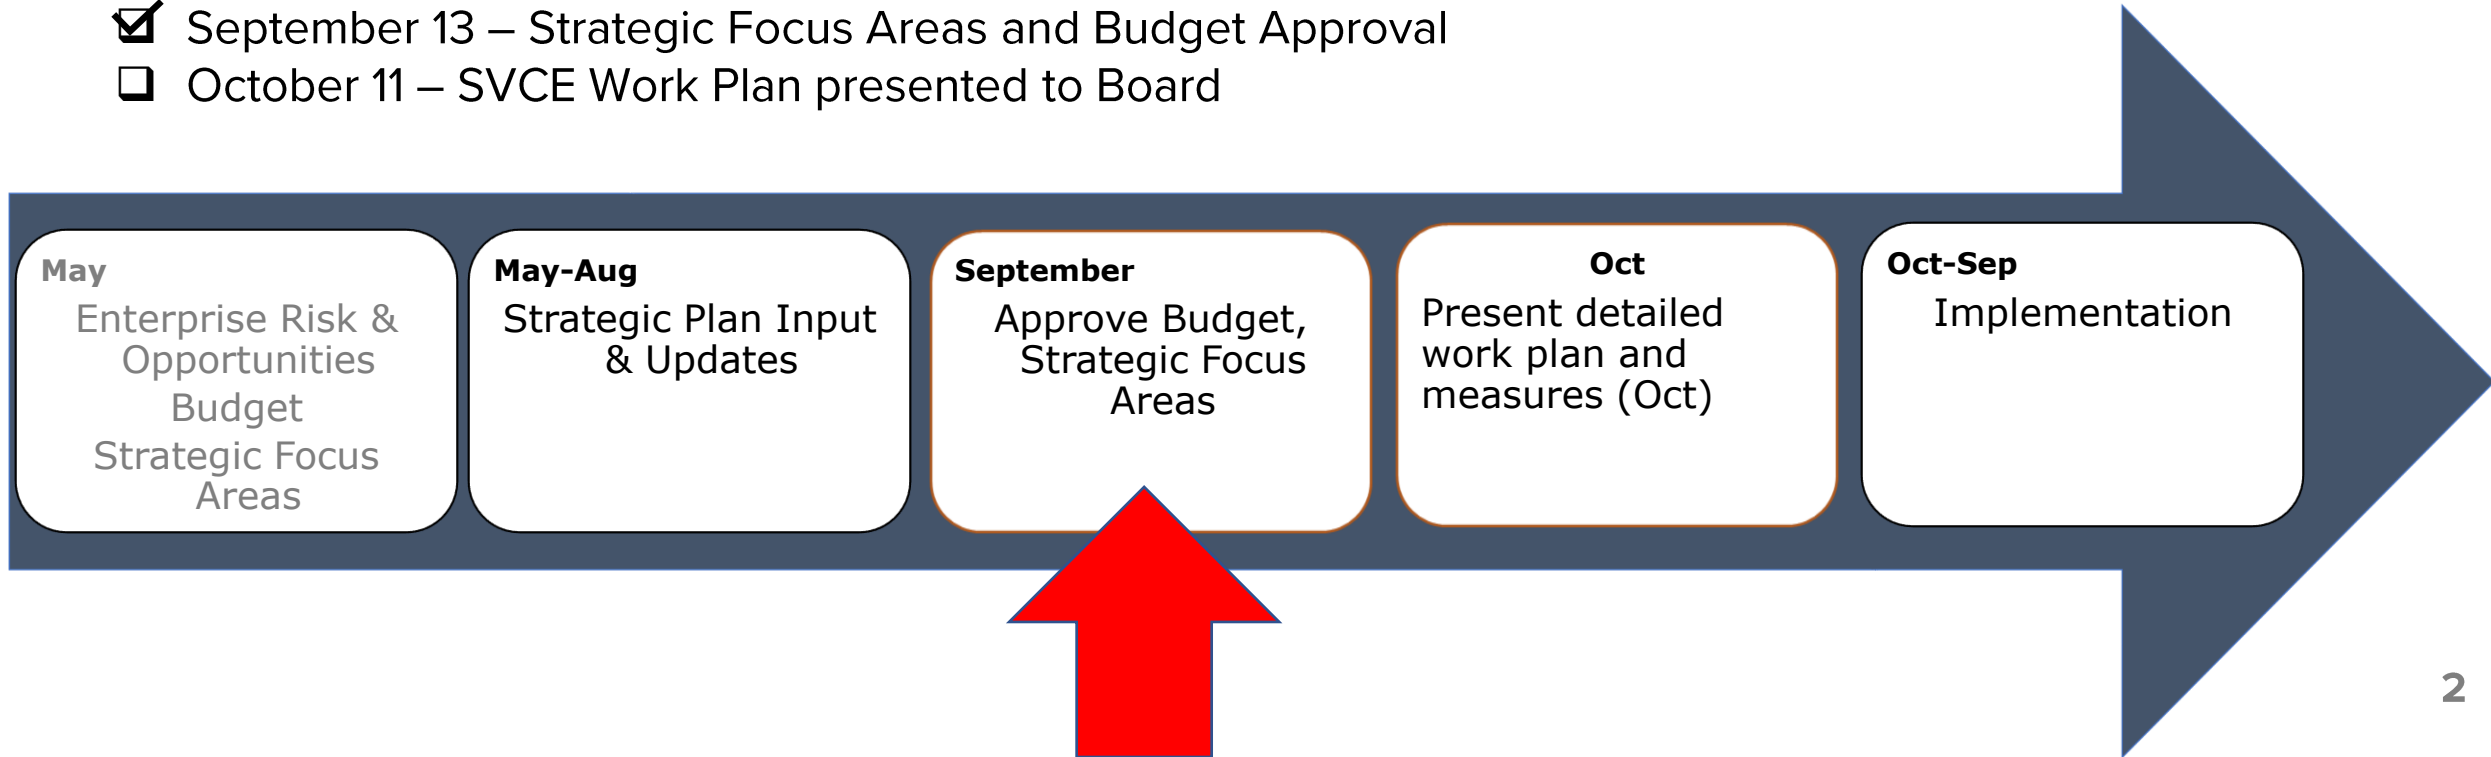 September 13 – Strategic Focus Areas and Budget Approval
October 11 – SVCE Work Plan presented to Board
May
Enterprise Risk &
Opportunities
Budget
Strategic Focus
Areas
May-Aug
Strategic Plan Input
& Updates
September
Approve Budget,
Strategic Focus
Areas
Oct
Present detailed
work plan and
measures (Oct)
Oct-Sep
Implementation
2